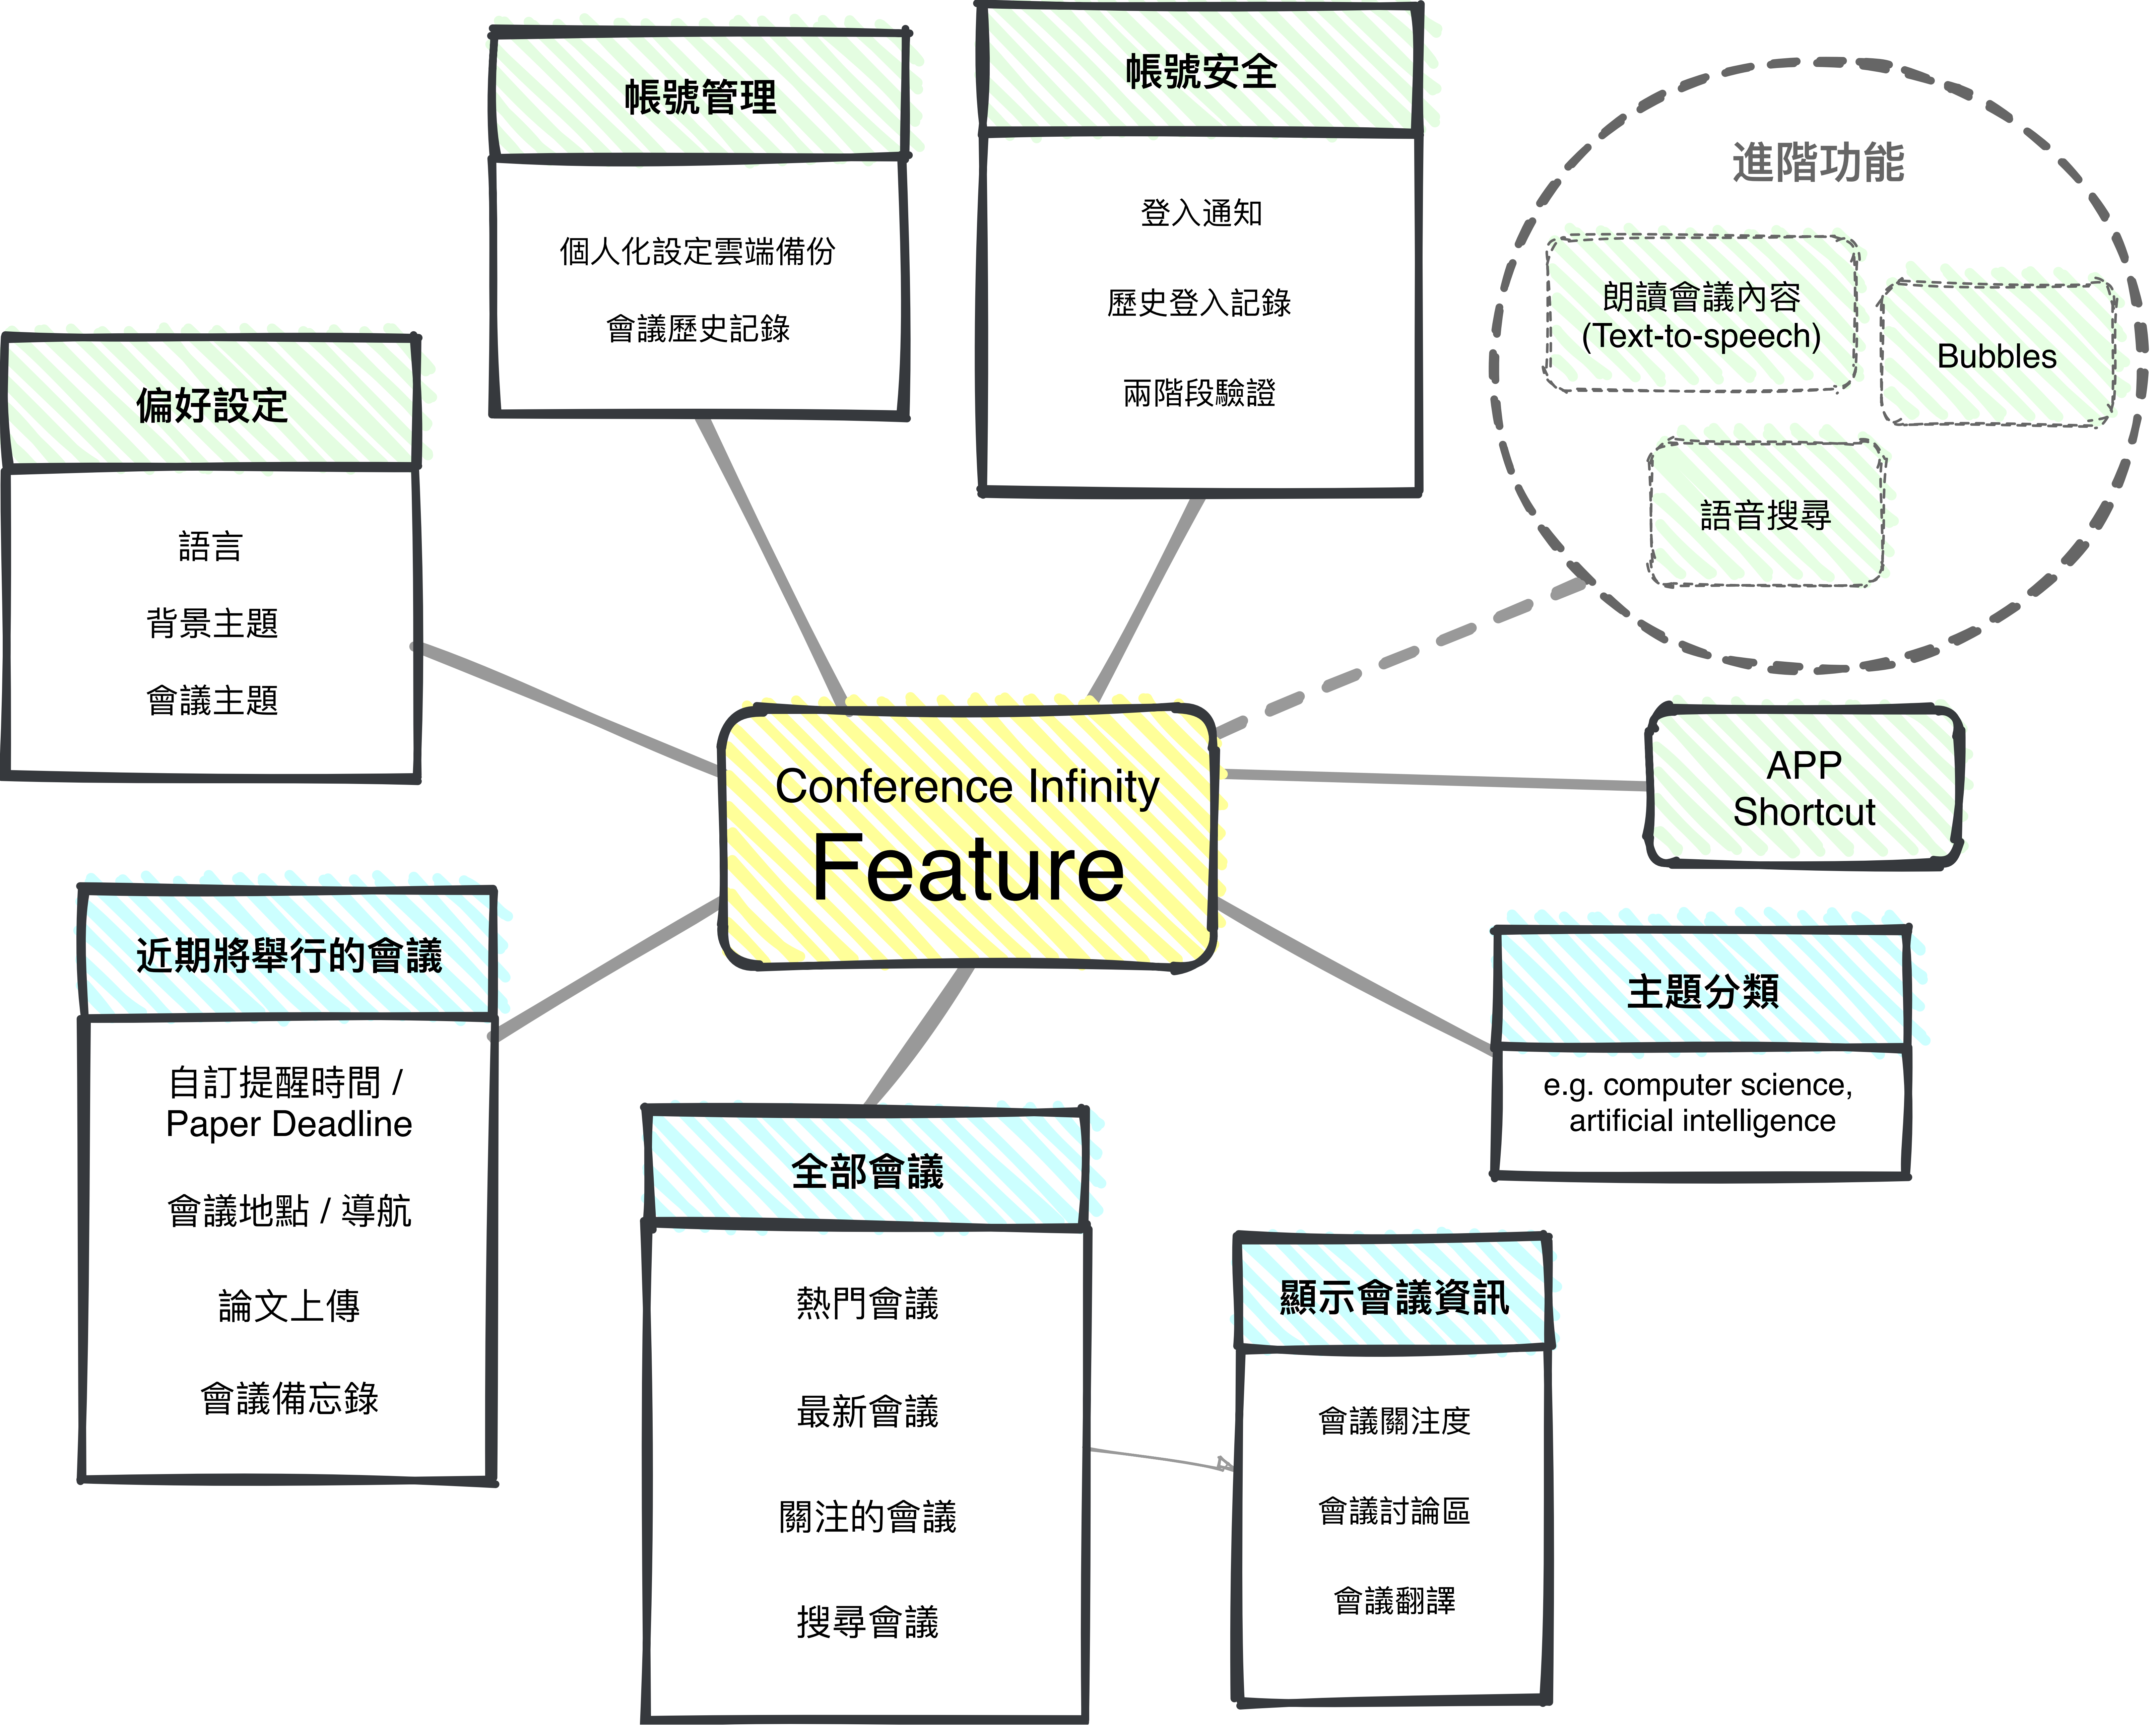 帳號管理
個人化設定雲端備份
會議歷史記錄
帳號安全
登入通知
歷史登入記錄
兩階段驗證
進階功能
朗讀會議內容
(Text-to-speech)
Bubbles
語音搜尋
偏好設定
語言
背景主題
會議主題
Conference Infinity
Feature
APP
Shortcut
近期將舉行的會議
自訂提醒時間 /
Paper Deadline
會議地點 / 導航
論文上傳
會議備忘錄
全部會議
熱門會議
最新會議
關注的會議
搜尋會議
主題分類
e.g. computer science,
artificial intelligence
顯示會議資訊
會議關注度
會議討論區
會議翻譯